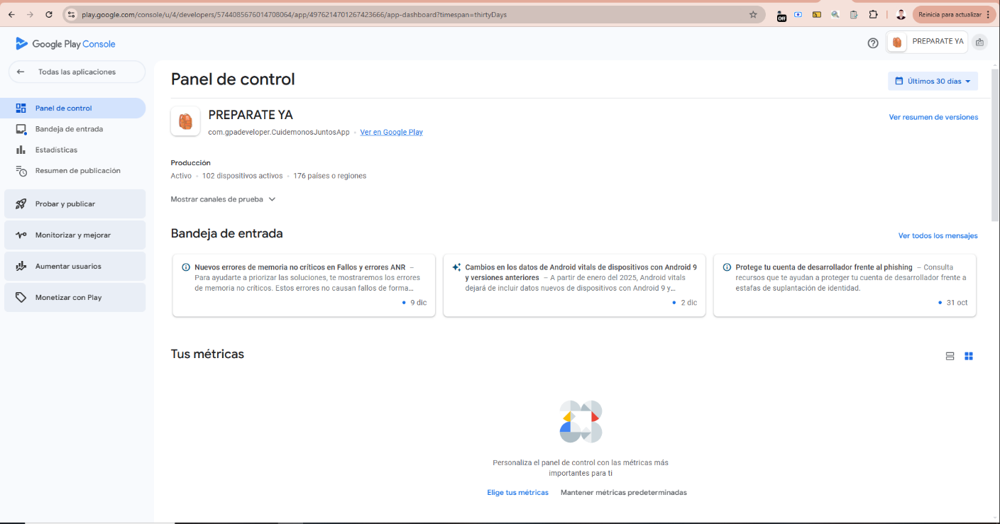 play.google.com/console/u/4/developers/5744085676014708064/app/4976214701267423666/app-dashboard?timespan=thirtyDays
Off
Reinicia para actualizar
Google Play Console
PREPARATE YA
Todas las aplicaciones
Panel de control
Bandeja de entrada
Estadísticas
Resumen de publicación
Probar y publicar
Monitorizar y mejorar
Aumentar usuarios
Monetizar con Play
Panel de control
Últimos 30 días
PREPARATE YA
com.gpadeveloper.CuidemonosJuntosApp
Ver en Google Play
Ver resumen de versiones
Producción
Activo
102 dispositivos activos
176 países o regiones
Mostrar canales de prueba
Bandeja de entrada
Ver todos los mensajes
Nuevos errores de memoria no críticos en Fallos y errores ANR –
Para ayudarte a priorizar las soluciones, te mostraremos los errores
de memoria no críticos. Estos errores no causan fallos de forma…
9 dic
Cambios en los datos de Android vitals de dispositivos con Android 9
y versiones anteriores – A partir de enero del 2025, Android vitals
dejará de incluir datos nuevos de dispositivos con Android 9 y…
2 dic
Protege tu cuenta de desarrollador frente al phishing – Consulta
recursos que te ayudan a proteger tu cuenta de desarrollador frente a
estafas de suplantación de identidad.
31 oct
Tus métricas
Personaliza el panel de control con las métricas más
importantes para ti
Elige tus métricas
Mantener métricas predeterminadas